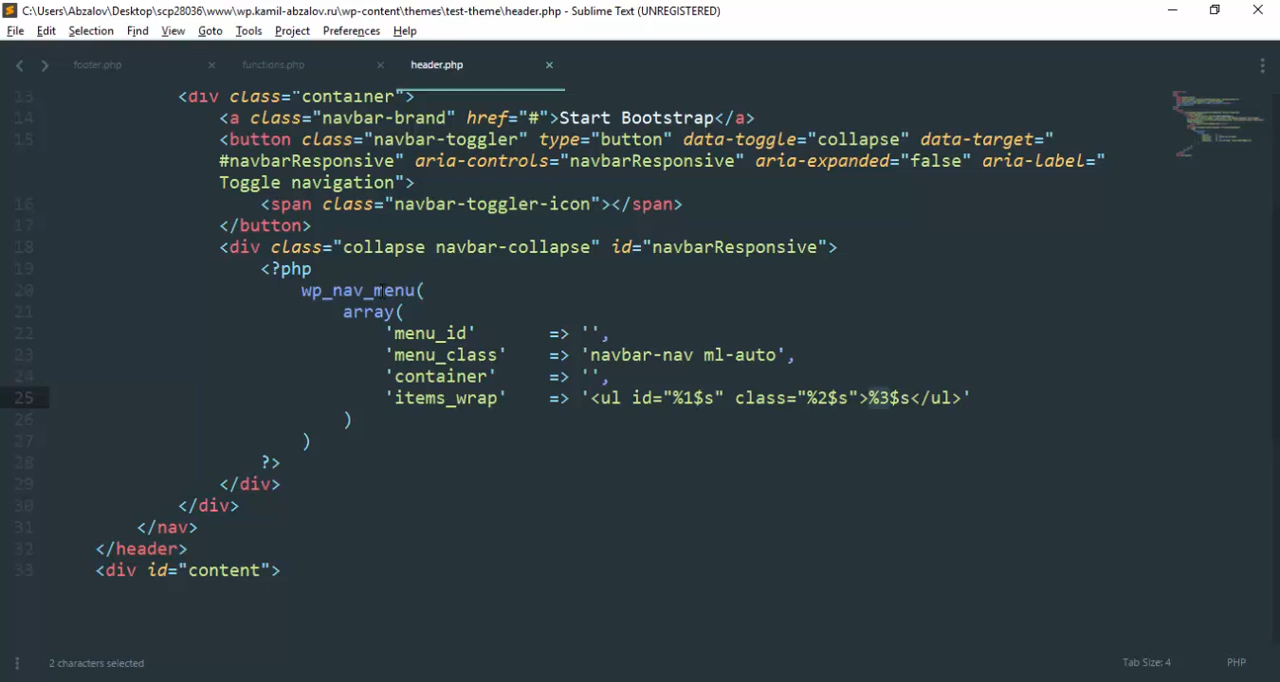 C:\Users\Abzalov\Desktop\scp28036\www\wp.kamil-abzalov.ru\wp-content\themes\test-theme\header.php - Sublime Text (UNREGISTERED)
File Edit Selection Find View Goto Tools Project Preferences Help
footer.php functions.php header.php
13 <div class="container">
14 <a class="navbar-brand" href="#">Start Bootstrap</a>
15 <button class="navbar-toggler" type="button" data-toggle="collapse" data-target="
#navbarResponsive" aria-controls="navbarResponsive" aria-expanded="false" aria-label="
Toggle navigation">
16 <span class="navbar-toggler-icon"></span>
17 </button>
18 <div class="collapse navbar-collapse" id="navbarResponsive">
19 <?php
20 wp_nav_menu(
21 array(
22 'menu_id' => '',
23 'menu_class' => 'navbar-nav ml-auto',
24 'container' => '',
25 'items_wrap' => '<ul id="%1$s" class="%2$s">%3$s</ul>'
26 )
27 )
28 ?>
29 </div>
30 </div>
31 </nav>
32 </header>
33 <div id="content">
2 characters selected Tab Size: 4 PHP